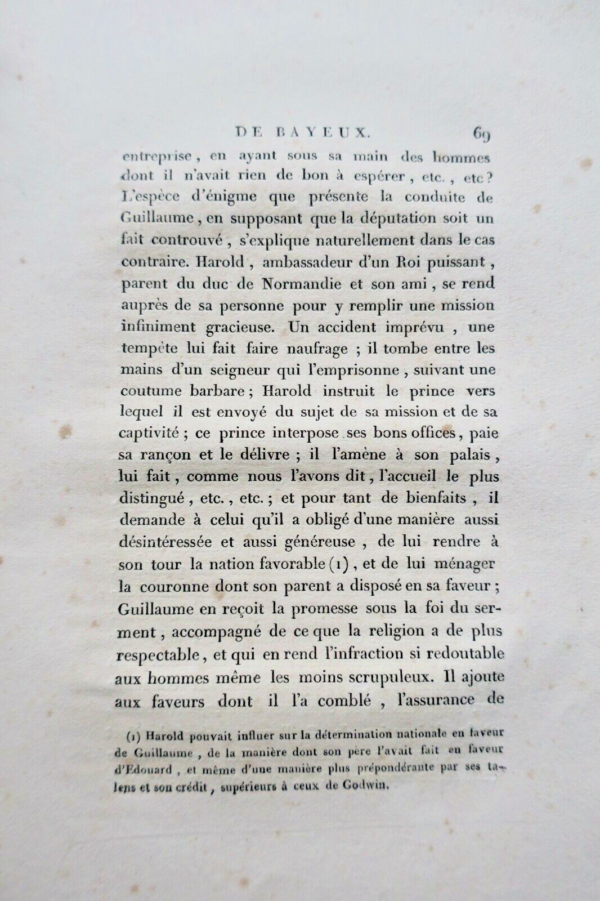 DE BAYEUX. 69
entreprise, en ayant sous sa main des hommes
dont il n'avait rien de bon à espérer, etc., etc?
L'espèce d'énigme que présente la conduite de
Guillaume, en supposant que la députation soit un
fait controuvé, s'explique naturellement dans le cas
contraire. Harold, ambassadeur d'un Roi puissant,
parent du duc de Normandie et son ami, se rend
auprès de sa personne pour y remplir une mission
infiniment gracieuse. Un accident imprévu, une
tempête lui fait faire naufrage; il tombe entre les
mains d'un seigneur qui l'emprisonne, suivant une
coutume barbare; Harold instruit le prince vers
lequel il est envoyé du sujet de sa mission et de sa
captivité; ce prince interpose ses bons offices, paie
sa rançon et le délivre; il l'amène à son palais,
lui fait, comme nous l'avons dit, l'accueil le plus
distingué, etc., etc.; et pour tant de bienfaits, il
demande à celui qu'il a obligé d'une manière aussi
désintéressée et aussi généreuse, de lui rendre à
son tour la nation favorable (1), et de lui ménager
la couronne dont son parent a disposé en sa faveur;
Guillaume en reçoit la promesse sous la foi du ser-
ment, accompagné de ce que la religion a de plus
respectable, et qui en rend l'infraction si redoutable
aux hommes même les moins scrupuleux. Il ajoute
aux faveurs dont il l'a comblé, l'assurance de
(1) Harold pouvait influer sur la détermination nationale en faveur
de Guillaume, de la manière dont son père l'avait fait en faveur
d'Edouard, et même d'une manière plus prépondérante par ses ta-
lens et son crédit, supérieurs à ceux de Godwin.